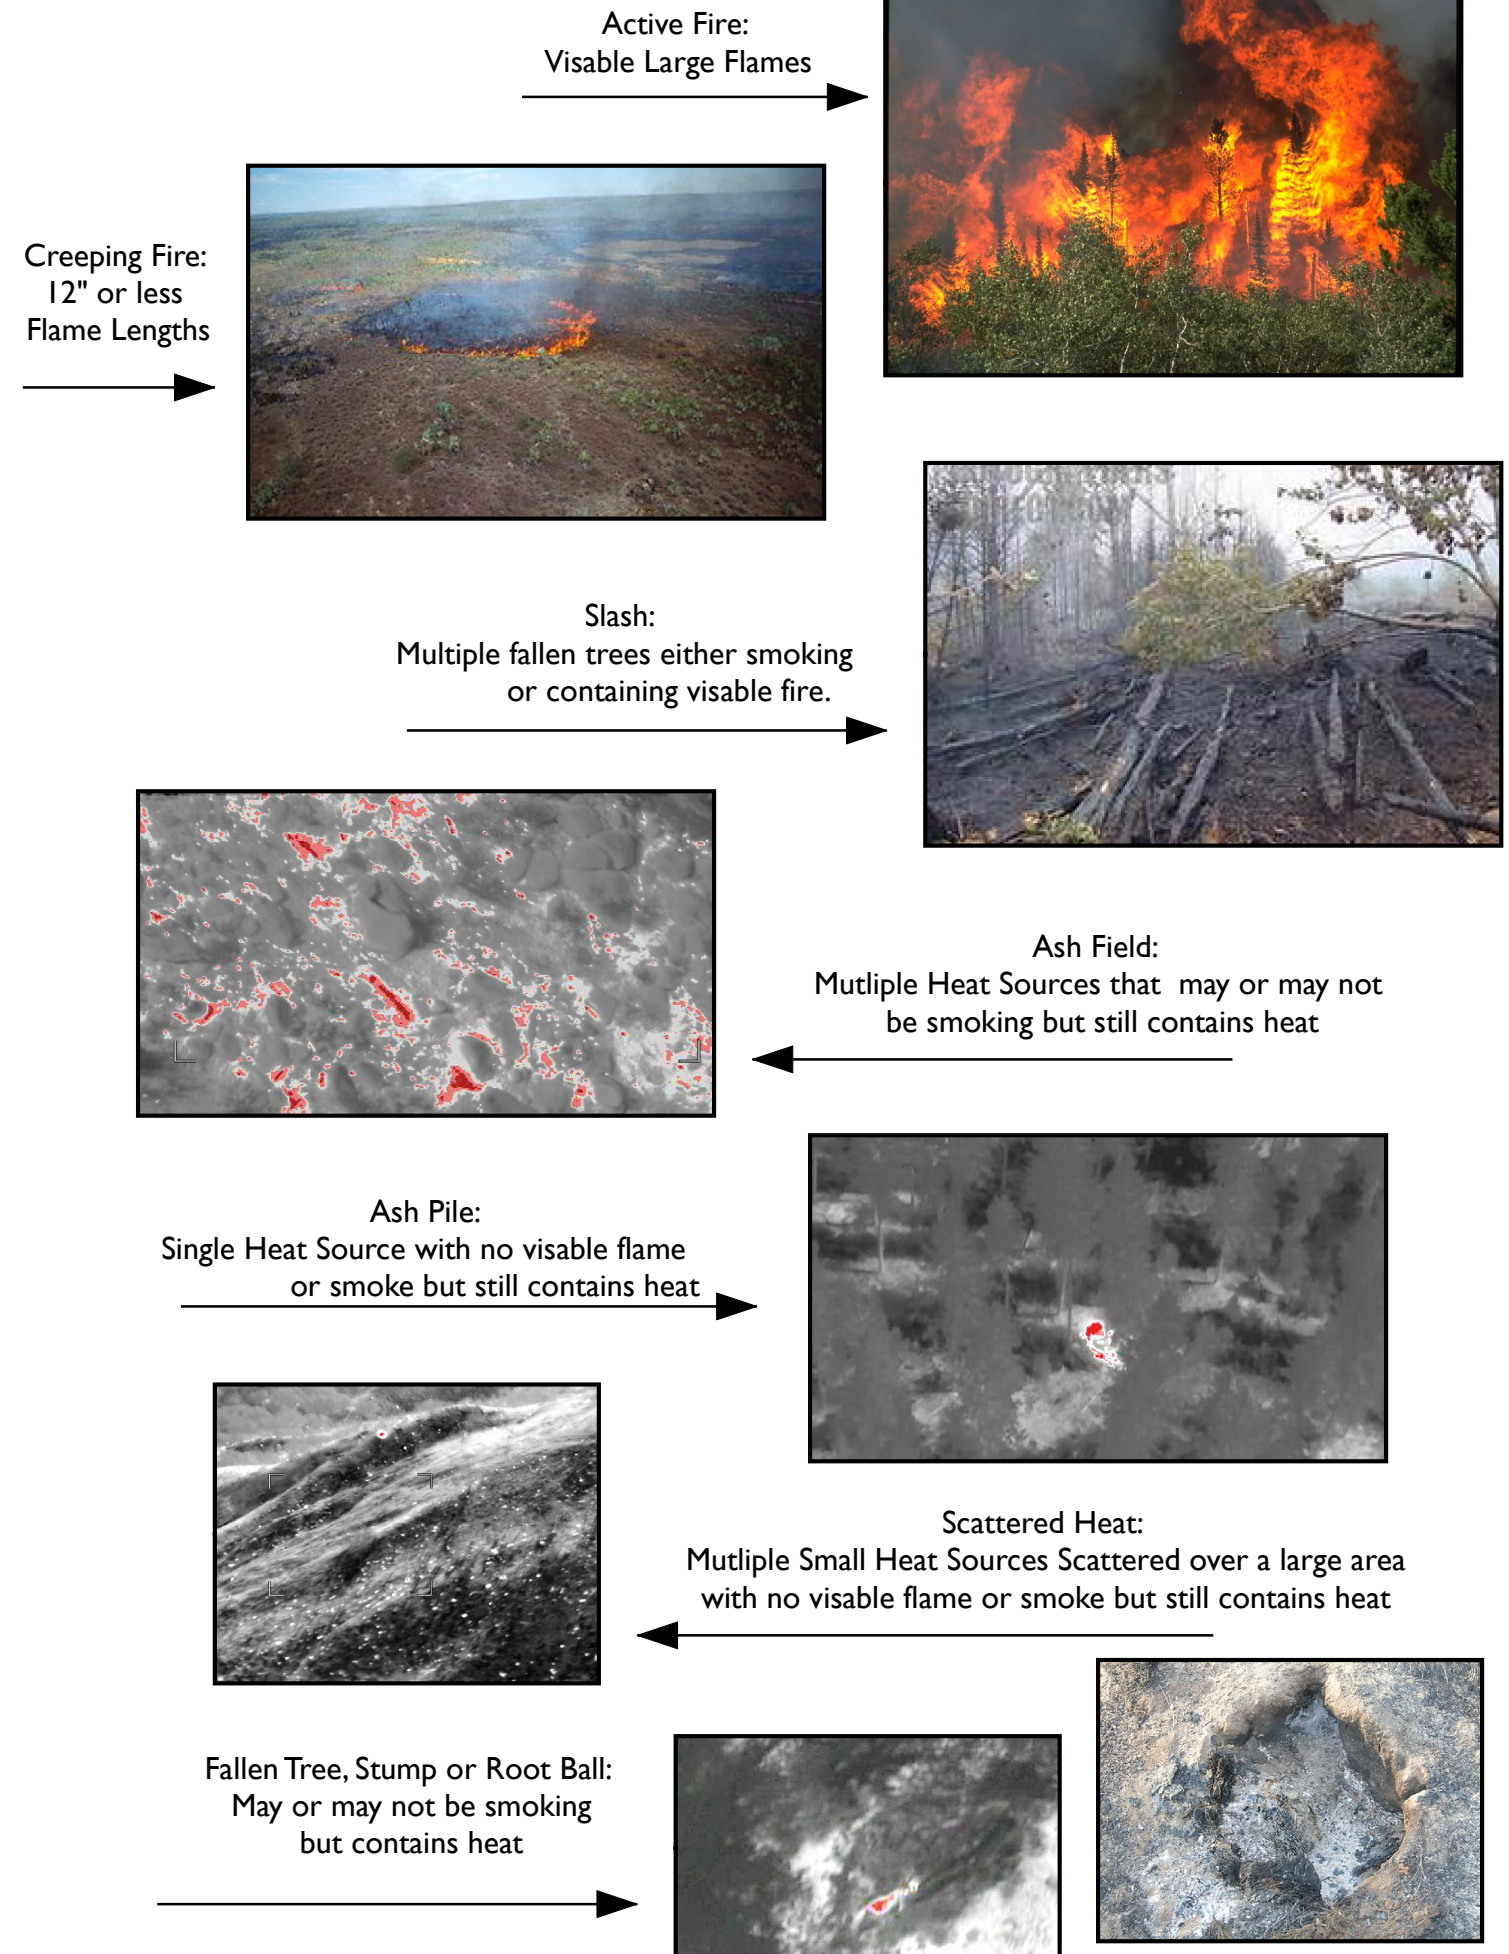 Active Fire:
Visable Large Flames
Creeping Fire:
12" or less
Flame Lengths
Slash:
Multiple fallen trees either smoking
or containing visable fire.
Ash Field:
Mutliple Heat Sources that may or may not
be smoking but still contains heat
Ash Pile:
Single Heat Source with no visable flame
or smoke but still contains heat
Scattered Heat:
Mutliple Small Heat Sources Scattered over a large area
with no visable flame or smoke but still contains heat
Fallen Tree, Stump or Root Ball:
May or may not be smoking
but contains heat